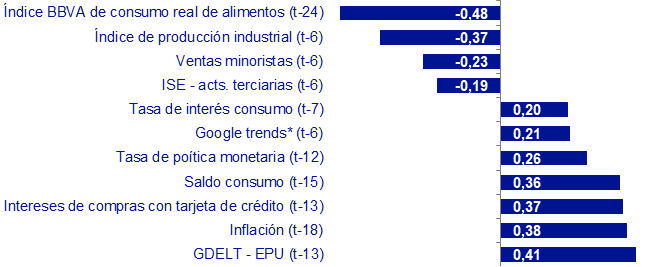 Índice BBVA de consumo real de alimentos (t-24) -0,48
Índice de producción industrial (t-6) -0,37
Ventas minoristas (t-6) -0,23
ISE - acts. terciarias (t-6) -0,19
Tasa de interés consumo (t-7) 0,20
Google trends* (t-6) 0,21
Tasa de poítica monetaria (t-12) 0,26
Saldo consumo (t-15) 0,36
Intereses de compras con tarjeta de crédito (t-13) 0,37
Inflación (t-18) 0,38
GDELT - EPU (t-13) 0,41